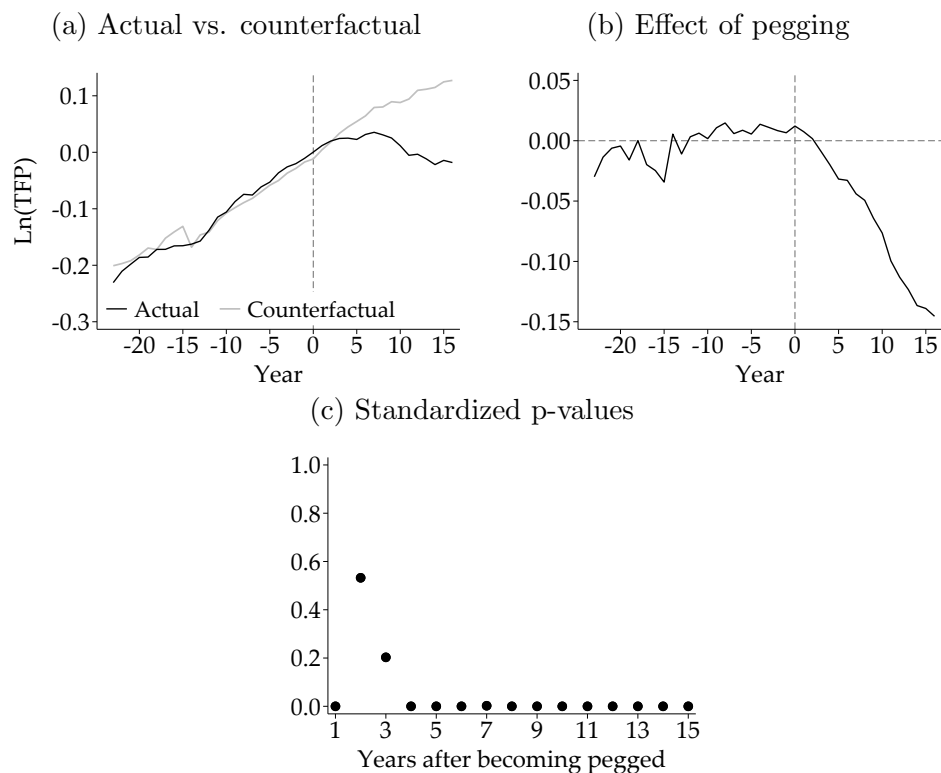 (a) Actual vs. counterfactual
Ln(TFP)
0.1
0.0
-0.1
-0.2
-0.3
Actual Counterfactual
-20 -15 -10 -5 0 5 10 15
Year
(b) Effect of pegging
0.05
0.00
-0.05
-0.10
-0.15
-20 -15 -10 -5 0 5 10 15
Year
(c) Standardized p-values
1.0
0.8
0.6
0.4
0.2
0.0
1 3 5 7 9 11 13 15
Years after becoming pegged